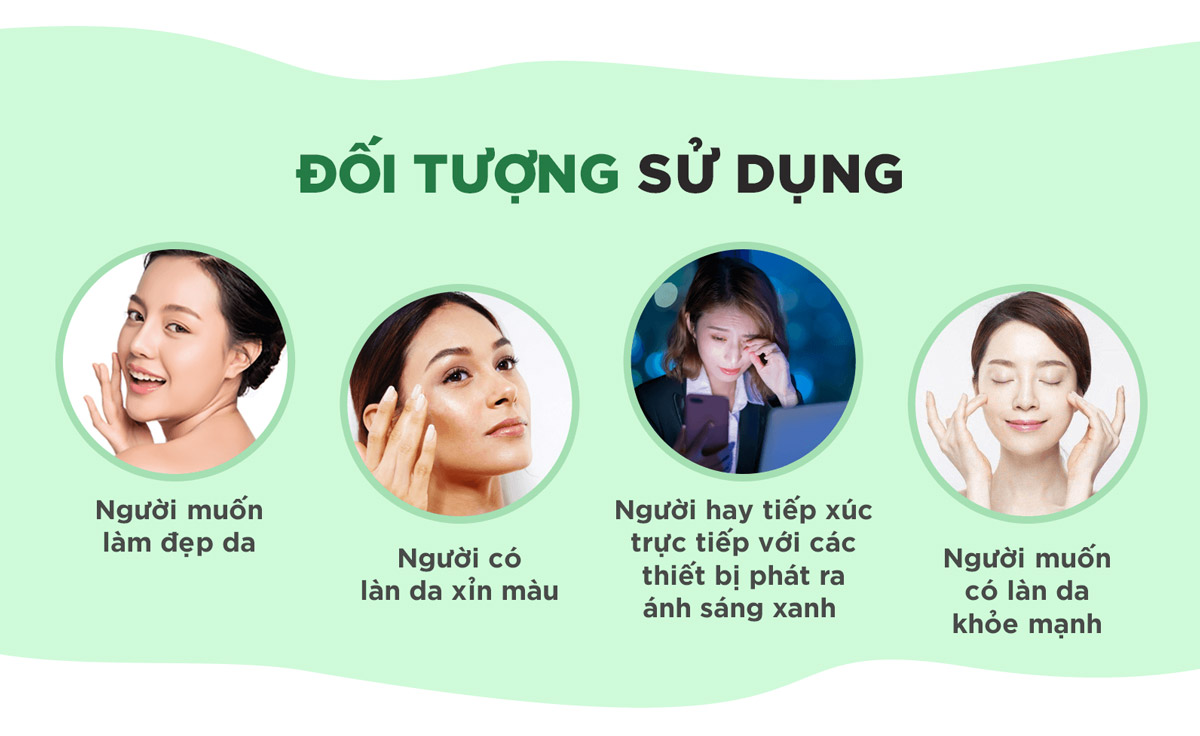 ĐỐI TƯỢNG SỬ DỤNG
Người muốn
làm đẹp da
Người có
làn da xỉn màu
Người hay tiếp xúc
trực tiếp với các
thiết bị phát ra
ánh sáng xanh
Người muốn
có làn da
khỏe mạnh